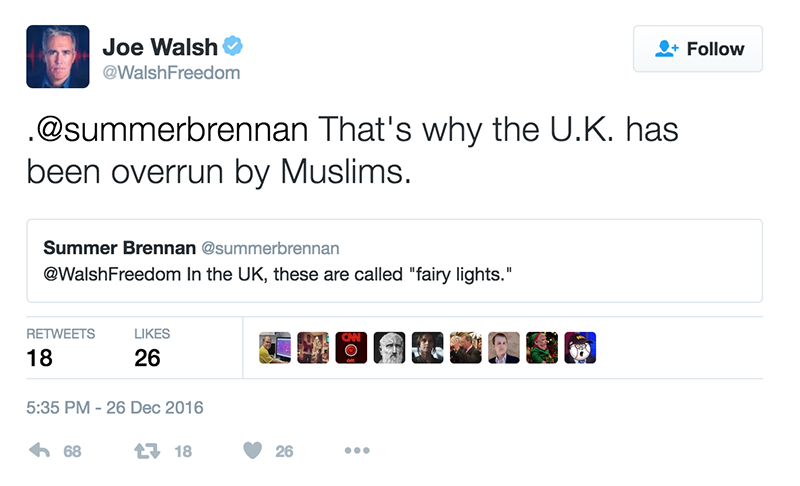 Joe Walsh
@WalshFreedom
Follow
.@summerbrennan That's why the U.K. has
been overrun by Muslims.
Summer Brennan @summerbrennan
@WalshFreedom In the UK, these are called "fairy lights."
RETWEETS LIKES
18 26
CNN
5:35 PM - 26 Dec 2016
68 18 26